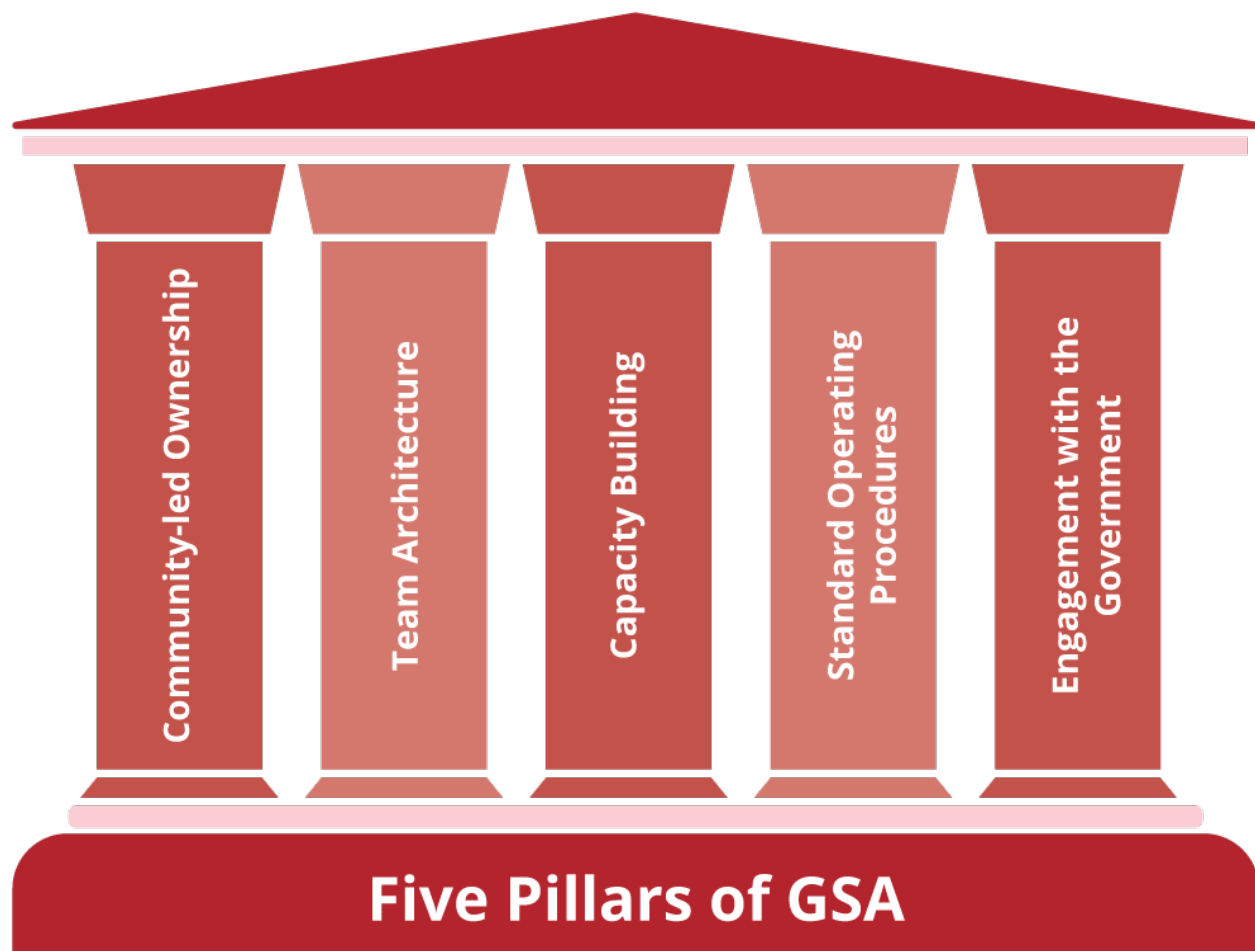 Community-led Ownership
Team Architecture
Capacity Building
Standard Operating
Procedures
Engagement with the
Government
Five Pillars of GSA